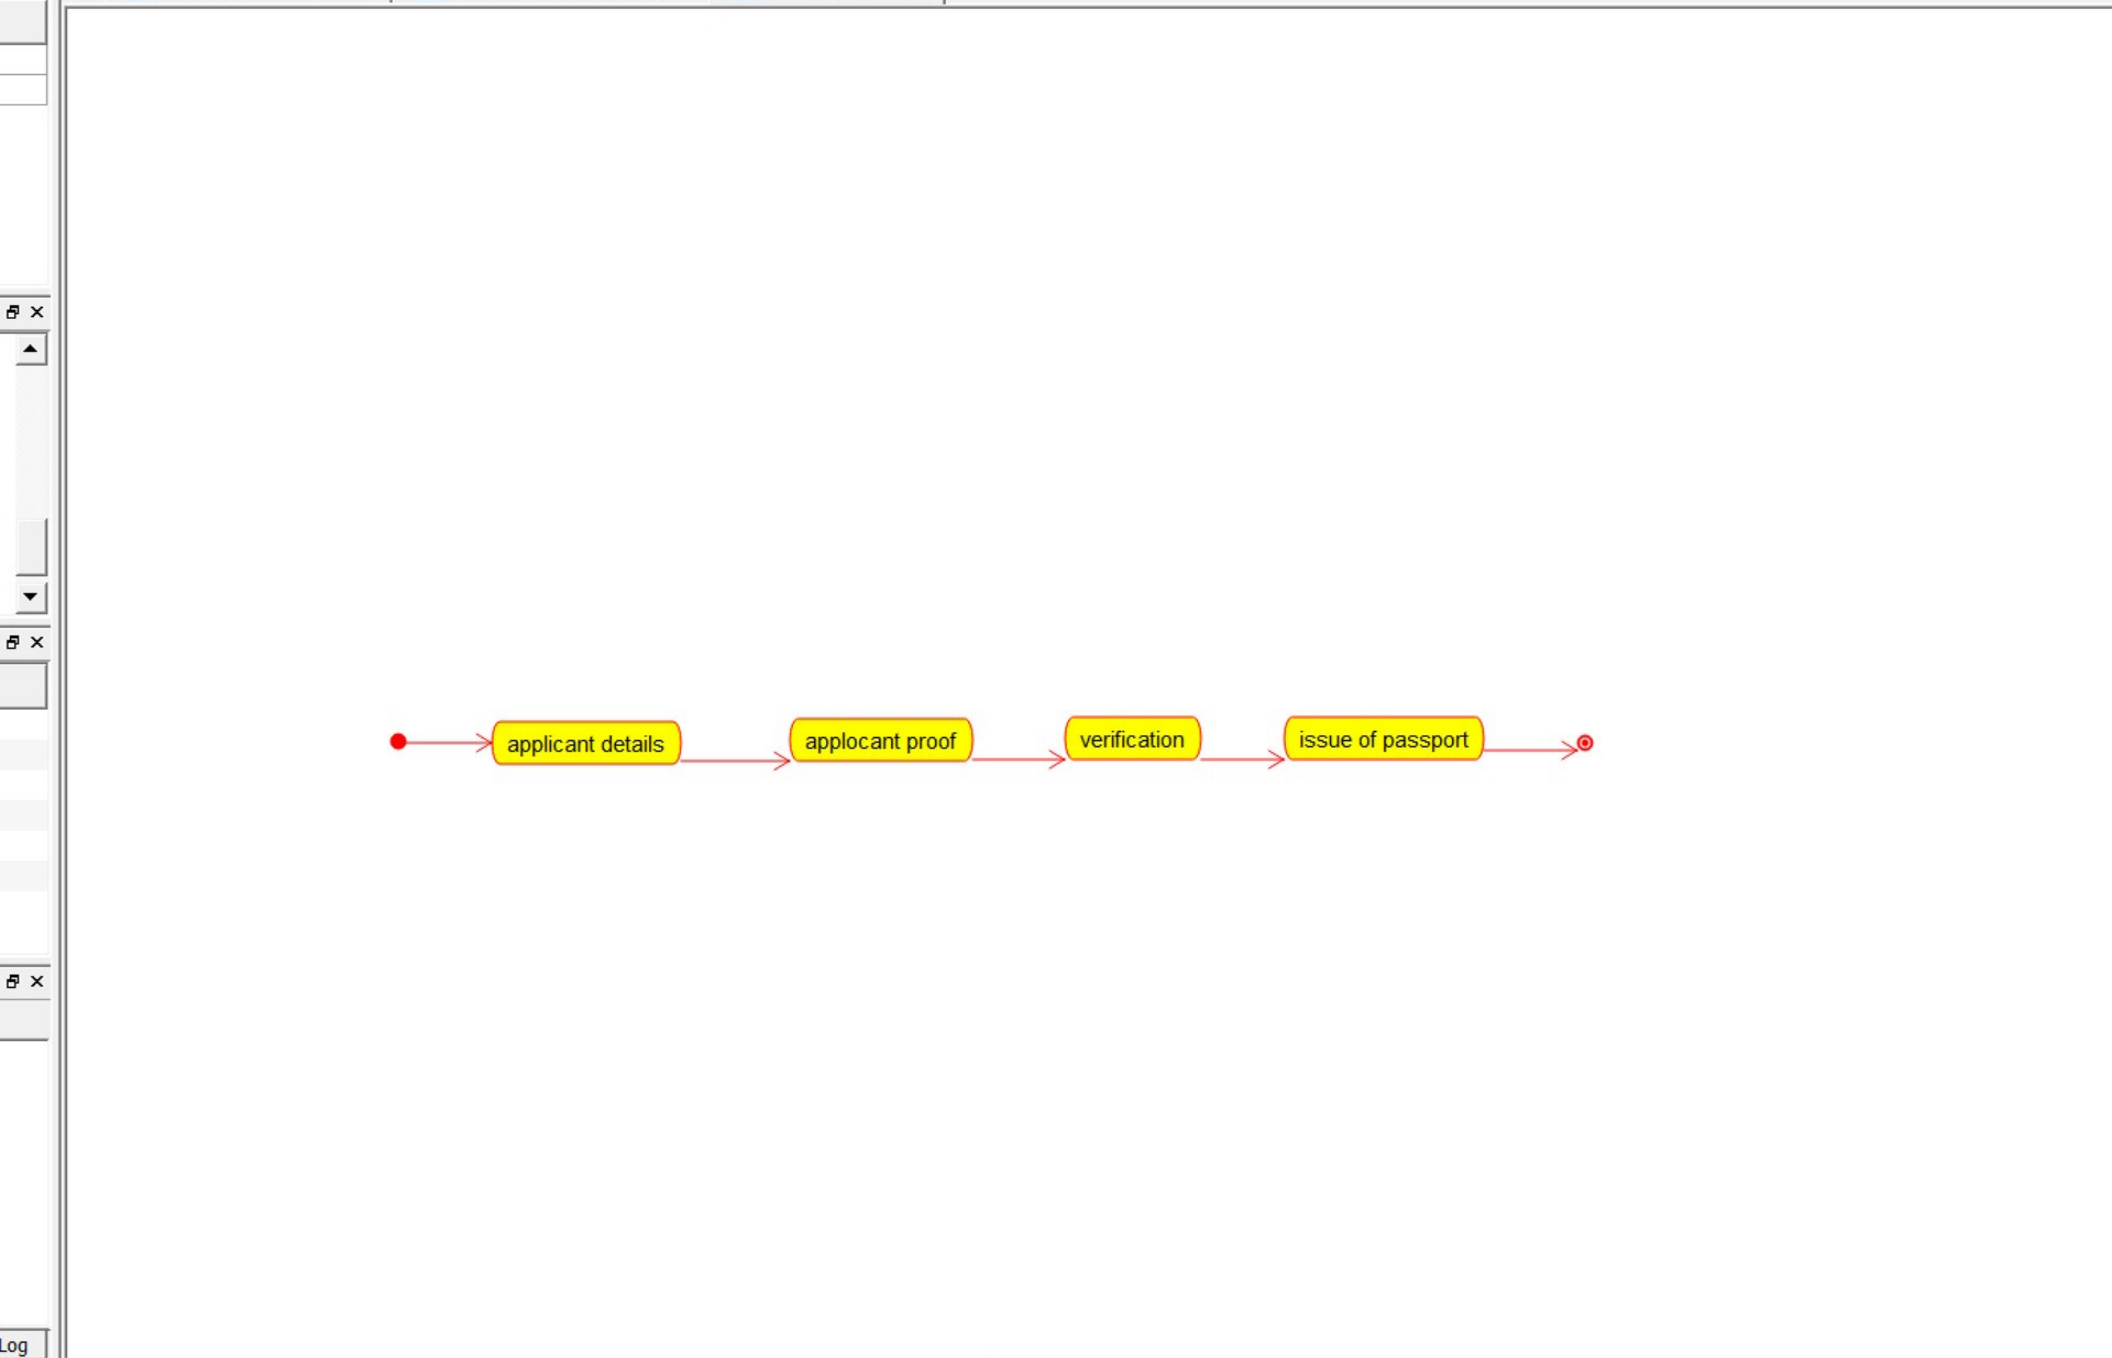 applicant details
applocant proof
verification
issue of passport
Log